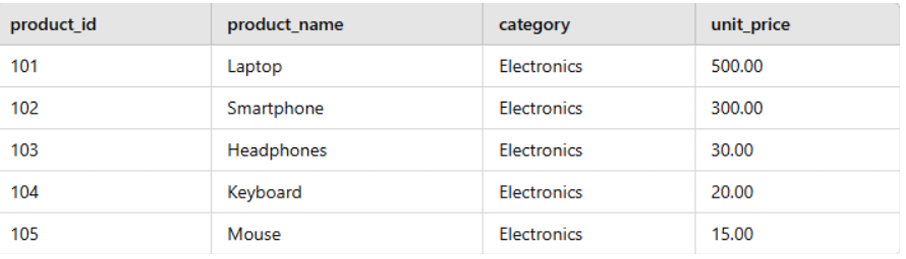 product_id product_name category unit_price
101 Laptop Electronics 500.00
102 Smartphone Electronics 300.00
103 Headphones Electronics 30.00
104 Keyboard Electronics 20.00
105 Mouse Electronics 15.00